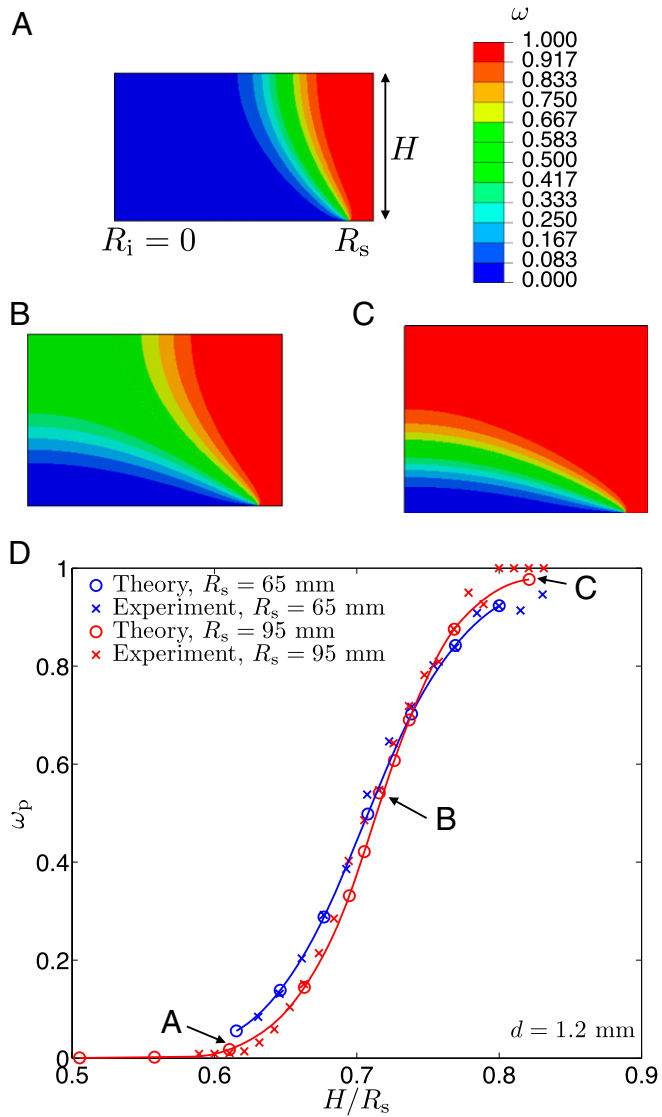 A
ω
1.000
0.917
0.833
0.750
0.667
0.583
0.500
0.417
0.333
0.250
0.167
0.083
0.000
H
R_i = 0
R_s
B
C
D
1
0.8
0.6
0.4
0.2
0
ω_p
Theory, R_s = 65 mm
Experiment, R_s = 65 mm
Theory, R_s = 95 mm
Experiment, R_s = 95 mm
C
B
A
d = 1.2 mm
0.5
0.6
0.7
0.8
0.9
H/R_s